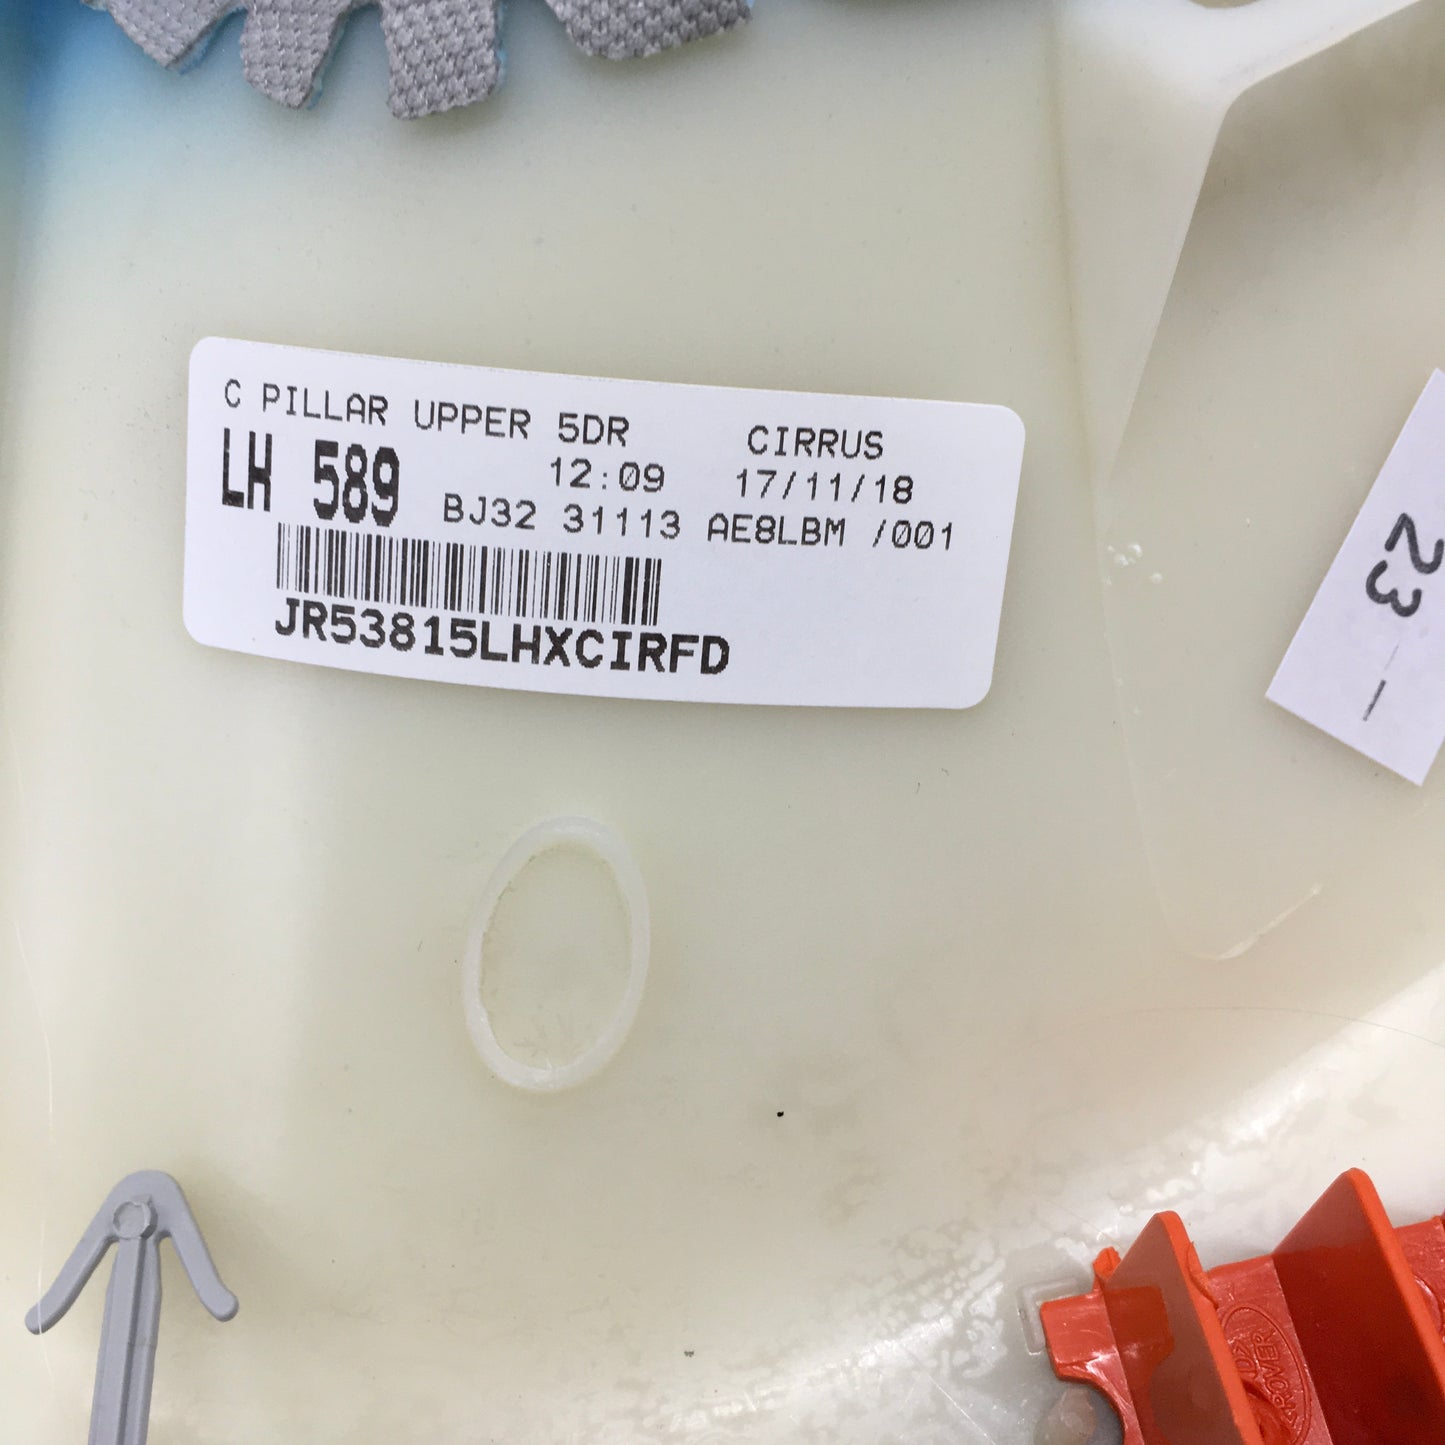 C PILLAR UPPER 5DR CIRRUS
LH 589 12:09 17/11/18
BJ32 31113 AE8LBM /001
JR53815LHXCIRFD
23